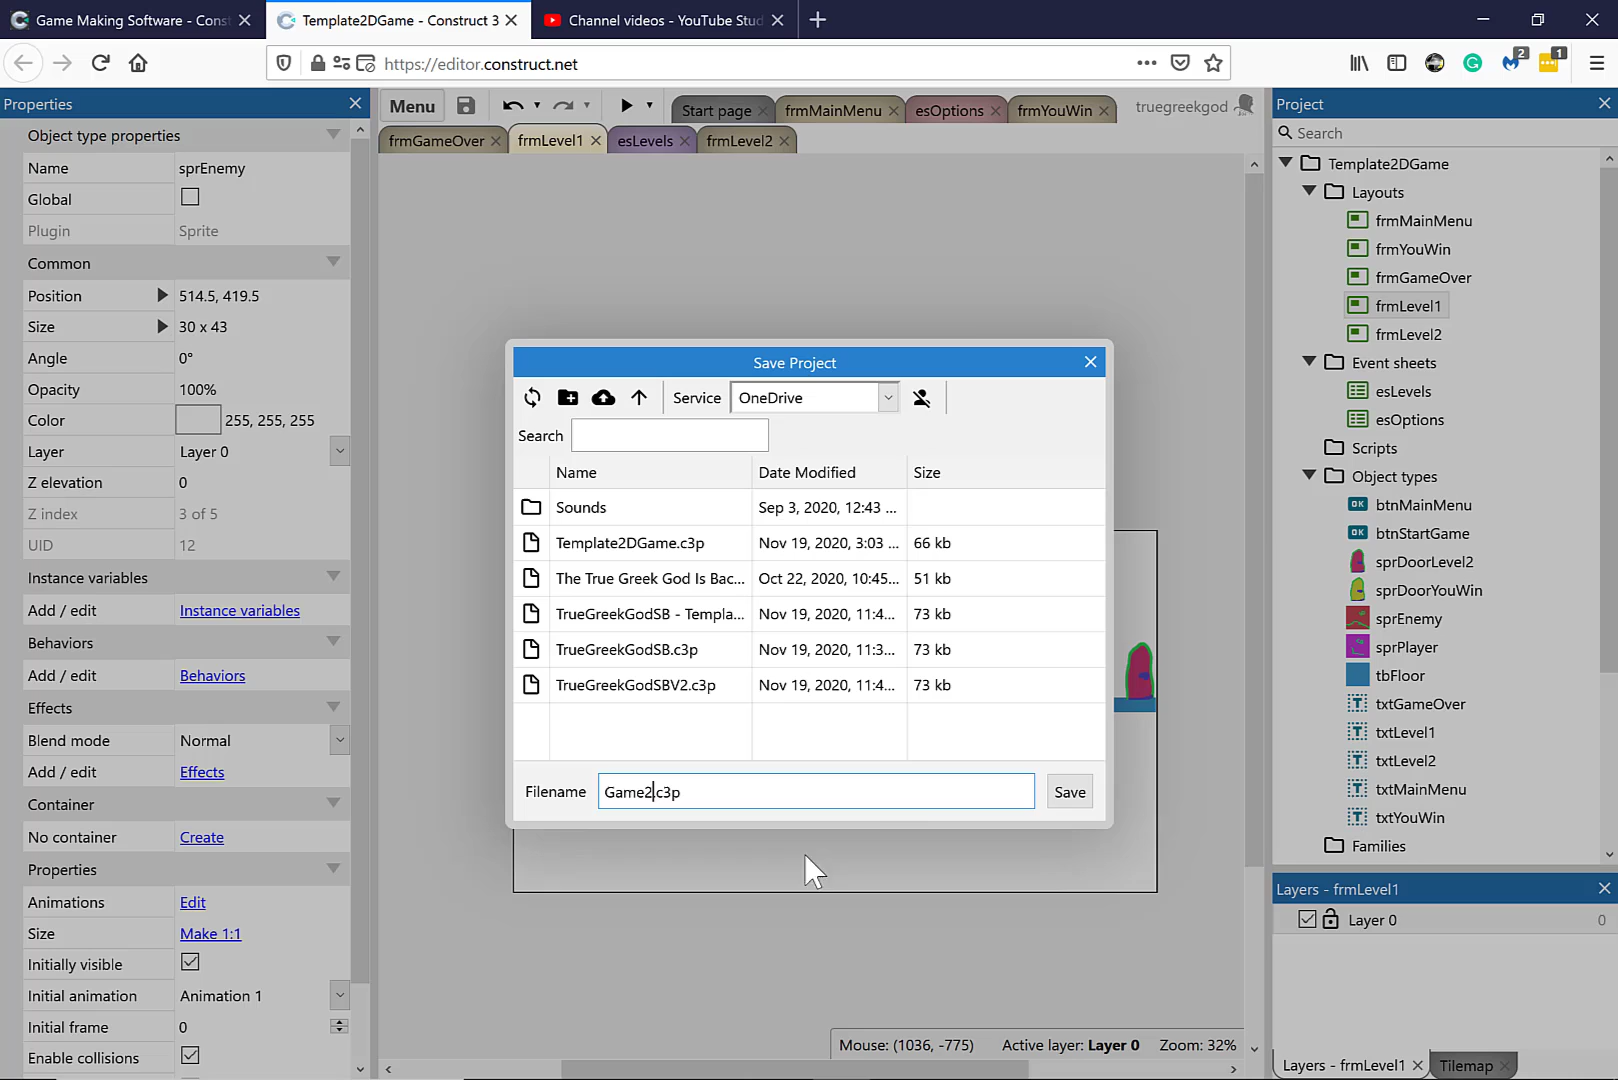 Game Making Software - Const
Template2DGame - Construct 3
Channel videos - YouTube Stud
https://editor.construct.net
2
1
Properties
Object type properties
Name sprEnemy
Global
Plugin Sprite
Common
Position 514.5, 419.5
Size 30 x 43
Angle 0°
Opacity 100%
Color 255, 255, 255
Layer Layer 0
Z elevation 0
Z index 3 of 5
UID 12
Instance variables
Add / edit Instance variables
Behaviors
Add / edit Behaviors
Effects
Blend mode Normal
Add / edit Effects
Container
No container Create
Properties
Animations Edit
Size Make 1:1
Initially visible
Initial animation Animation 1
Initial frame 0
Enable collisions
Menu
Start page
frmMainMenu
esOptions
frmYouWin
truegreekgod
frmGameOver
frmLevel1
esLevels
frmLevel2
Save Project
Service OneDrive
Search
Name Date Modified Size
Sounds Sep 3, 2020, 12:43 ...
Template2DGame.c3p Nov 19, 2020, 3:03 ... 66 kb
The True Greek God Is Bac... Oct 22, 2020, 10:45... 51 kb
TrueGreekGodSB - Templa... Nov 19, 2020, 11:4... 73 kb
TrueGreekGodSB.c3p Nov 19, 2020, 11:3... 73 kb
TrueGreekGodSBV2.c3p Nov 19, 2020, 11:4... 73 kb
Filename Game2.c3p Save
Mouse: (1036, -775) Active layer: Layer 0 Zoom: 32%
Project
Search
Template2DGame
Layouts
frmMainMenu
frmYouWin
frmGameOver
frmLevel1
frmLevel2
Event sheets
esLevels
esOptions
Scripts
Object types
OK btnMainMenu
OK btnStartGame
sprDoorLevel2
sprDoorYouWin
sprEnemy
sprPlayer
tbFloor
txtGameOver
txtLevel1
txtLevel2
txtMainMenu
txtYouWin
Families
Layers - frmLevel1
Layer 0 0
Layers - frmLevel1
Tilemap